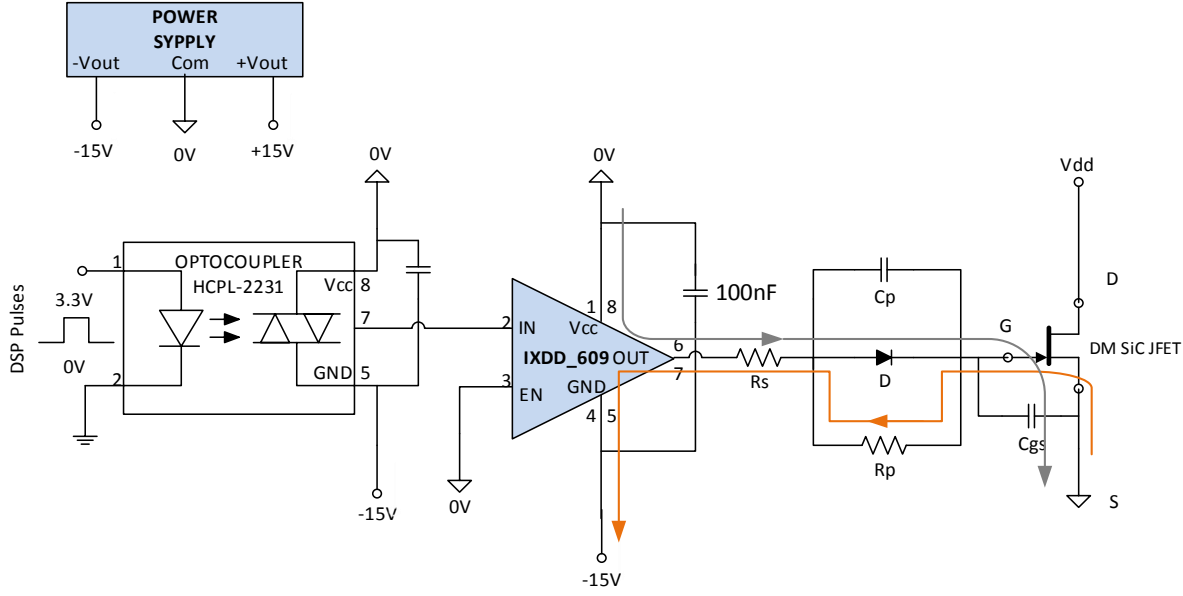 POWER
SYPPLY
-Vout Com +Vout
-15V 0V +15V
0V
0V
Vdd
OPTOCOUPLER
HCPL-2231
1
Vcc 8
3.3V
DSP Pulses
0V
7
2
GND 5
-15V
2 IN
1 8
Vcc
IXDD_609 OUT
6
7
3 EN
GND
4 5
0V
100nF
-15V
Rs
Cp
D
Rp
G
D
DM SiC JFET
Cgs
S